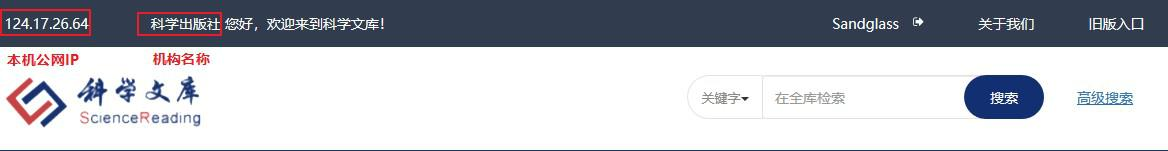 124.17.26.64 科学出版社 您好，欢迎来到科学文库！ Sandglass 关于我们 旧版入口
本机公网IP 机构名称
科学文库
ScienceReading
关键字 在全库检索 搜索 高级搜索